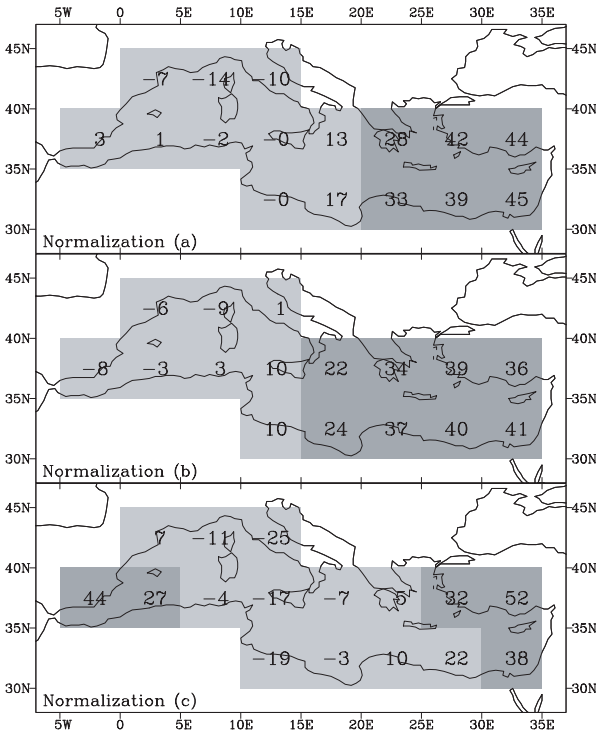 5W 0 5E 10E 15E 20E 25E 30E 35E
45N 45N
−7 −14 −10
40N 40N
3 1 −2 −0 13 28 42 44
35N 35N
−0 17 33 39 45
30N 30N
Normalization (a)
45N 45N
−6 −9 1
40N 40N
−8 −3 3 10 22 34 39 36
35N 35N
10 24 37 40 41
30N 30N
Normalization (b)
45N 45N
7 −11 −25
40N 40N
44 27 −4 −17 −7 5 32 52
35N 35N
−19 −3 10 22 38
30N 30N
Normalization (c)
5W 0 5E 10E 15E 20E 25E 30E 35E